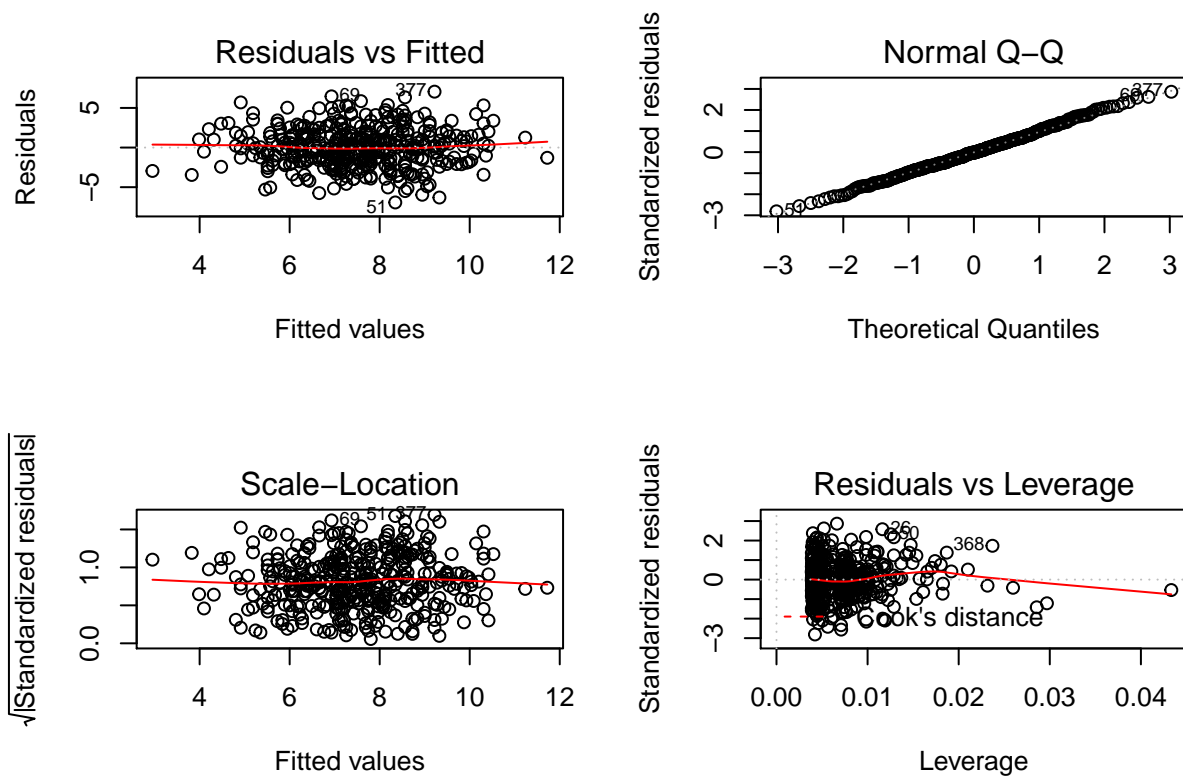 Residuals vs Fitted
Residuals
5
−5
69
377
51
4 6 8 10 12
Fitted values
Normal Q−Q
Standardized residuals
2
0
−3
377
51
−3 −2 −1 0 1 2 3
Theoretical Quantiles
Scale−Location
√|Standardized residuals|
1.0
0.0
69
51
377
4 6 8 10 12
Fitted values
Residuals vs Leverage
Standardized residuals
2
0
−3
26
368
Cook's distance
0.00 0.01 0.02 0.03 0.04
Leverage